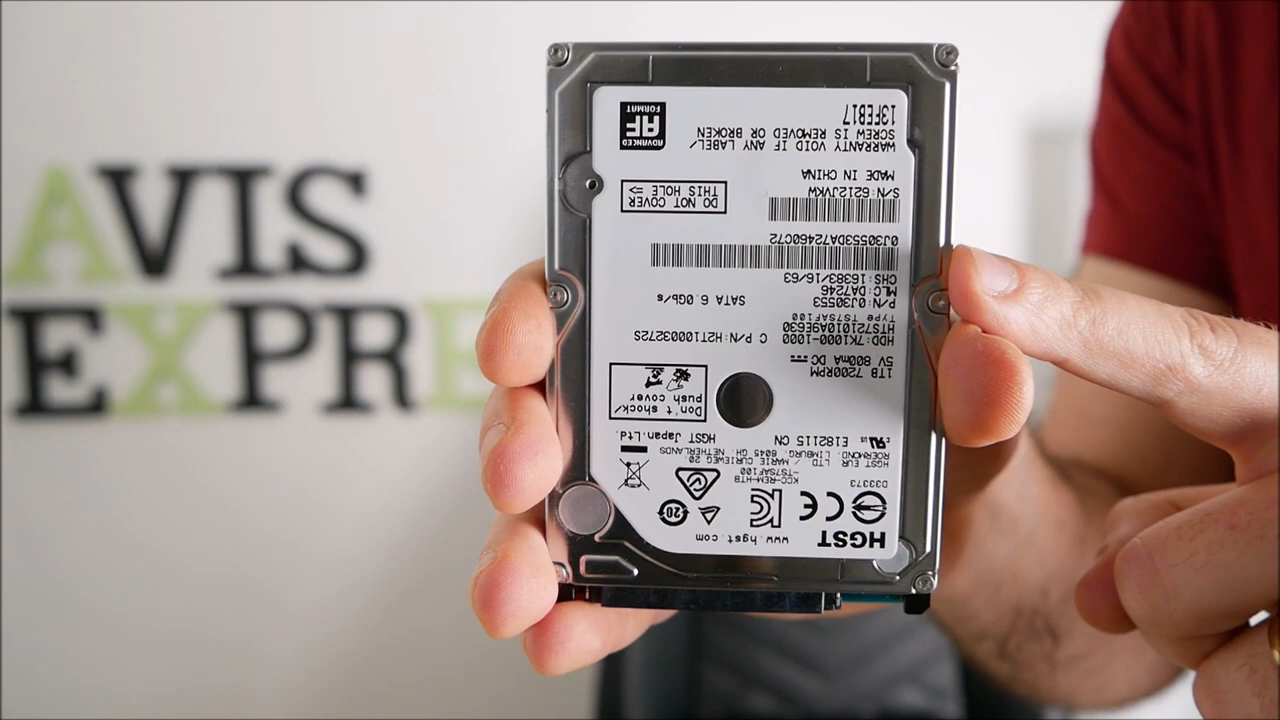 AVIS
EXPRE
HGST
www.hgst.com
D33373
CE
20
KCC-REM-HTB
-TS7SAF100
HGST EUR LTD / MARIE CURIEWEG 20,
ROERMOND, LIMBURG, 6045 GH, NETHERLANDS
E182115 CN
HGST Japan.Ltd.
Don't shock/
push cover
1TB 7200RPM
5V 800mA DC
HDD: 7K1000-1000
HTS721010A9E630
C P/N:H2T10003272S
Type TS7SAF100
P/N: 0J30553
MLC: DA7246
CHS: 16383/16/63
SATA 6.0Gb/s
0J30553DA72460C72
S/N:6212JVKW
MADE IN CHINA
DO NOT COVER
THIS HOLE =>
WARRANTY VOID IF ANY LABEL/
SCREW IS REMOVED OR BROKEN
13FEB17
ADVANCED
AF
FORMAT